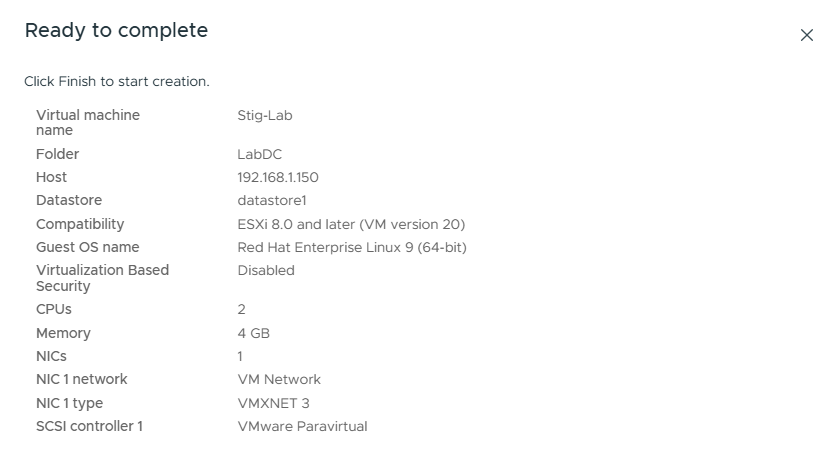 Ready to complete
Click Finish to start creation.
Virtual machine name Stig-Lab
Folder LabDC
Host 192.168.1.150
Datastore datastore1
Compatibility ESXi 8.0 and later (VM version 20)
Guest OS name Red Hat Enterprise Linux 9 (64-bit)
Virtualization Based Security Disabled
CPUs 2
Memory 4 GB
NICs 1
NIC 1 network VM Network
NIC 1 type VMXNET 3
SCSI controller 1 VMware Paravirtual